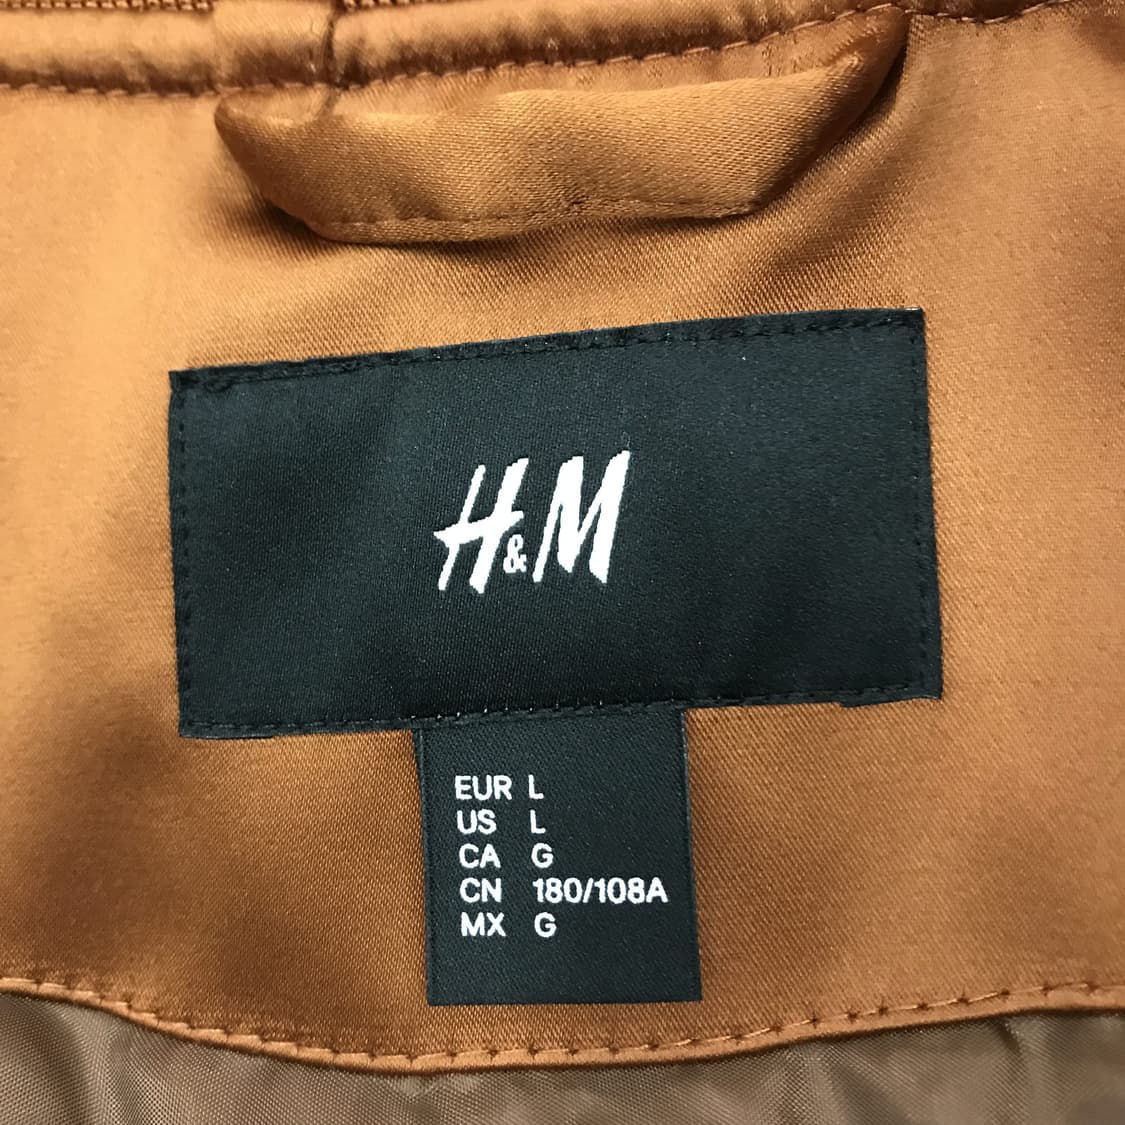 H&M
EUR L
US L
CA G
CN 180/108A
MX G